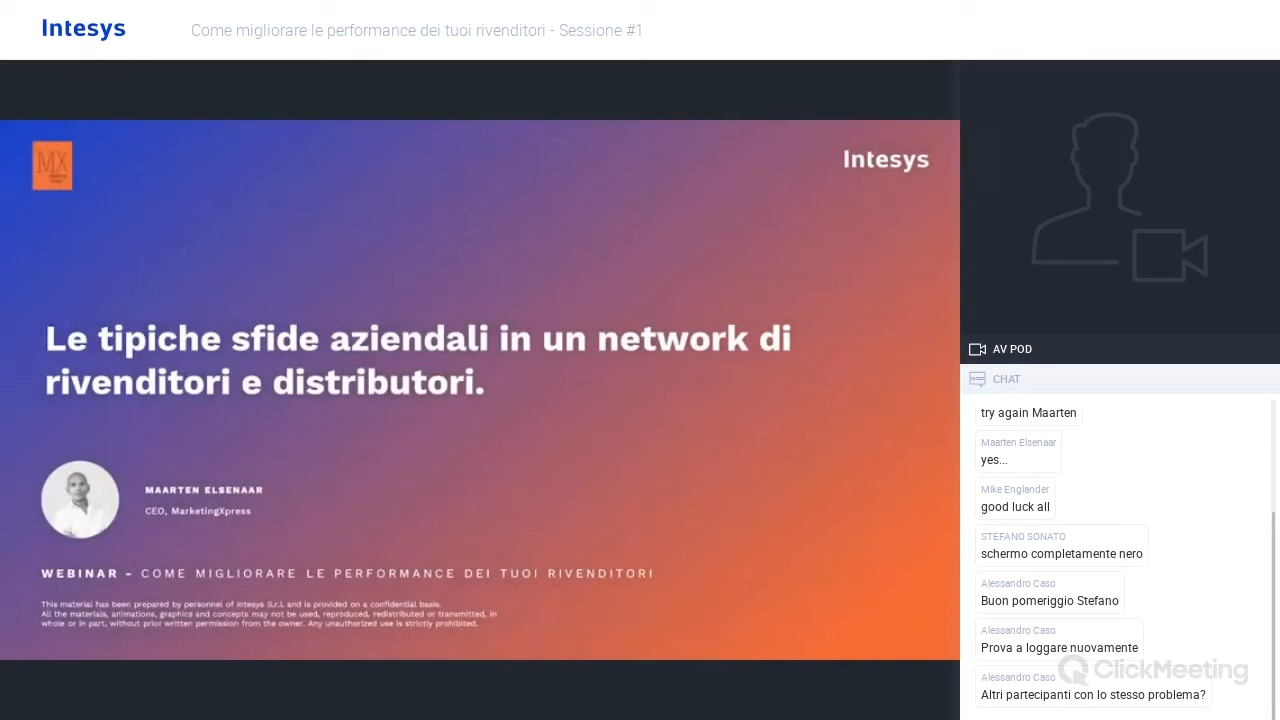 Intesys
Come migliorare le performance dei tuoi rivenditori - Sessione #1
MX
Intesys
Le tipiche sfide aziendali in un network di
rivenditori e distributori.
MAARTEN ELSENAAR
CEO, MarketingXpress
WEBINAR – COME MIGLIORARE LE PERFORMANCE DEI TUOI RIVENDITORI
This material has been prepared by personnel of Intesys S.r.l. and is provided on a confidential basis.
All the materials, animations, graphics and concepts may not be used, reproduced, redistributed or transmitted, in
whole or in part, without prior written permission from the owner. Any unauthorized use is strictly prohibited.
AV POD
CHAT
try again Maarten
Maarten Elsenaar
yes...
Mike Englander
good luck all
STEFANO SONATO
schermo completamente nero
Alessandro Caso
Buon pomeriggio Stefano
Alessandro Caso
Prova a loggare nuovamente
Alessandro Caso
Altri partecipanti con lo stesso problema?
ClickMeeting